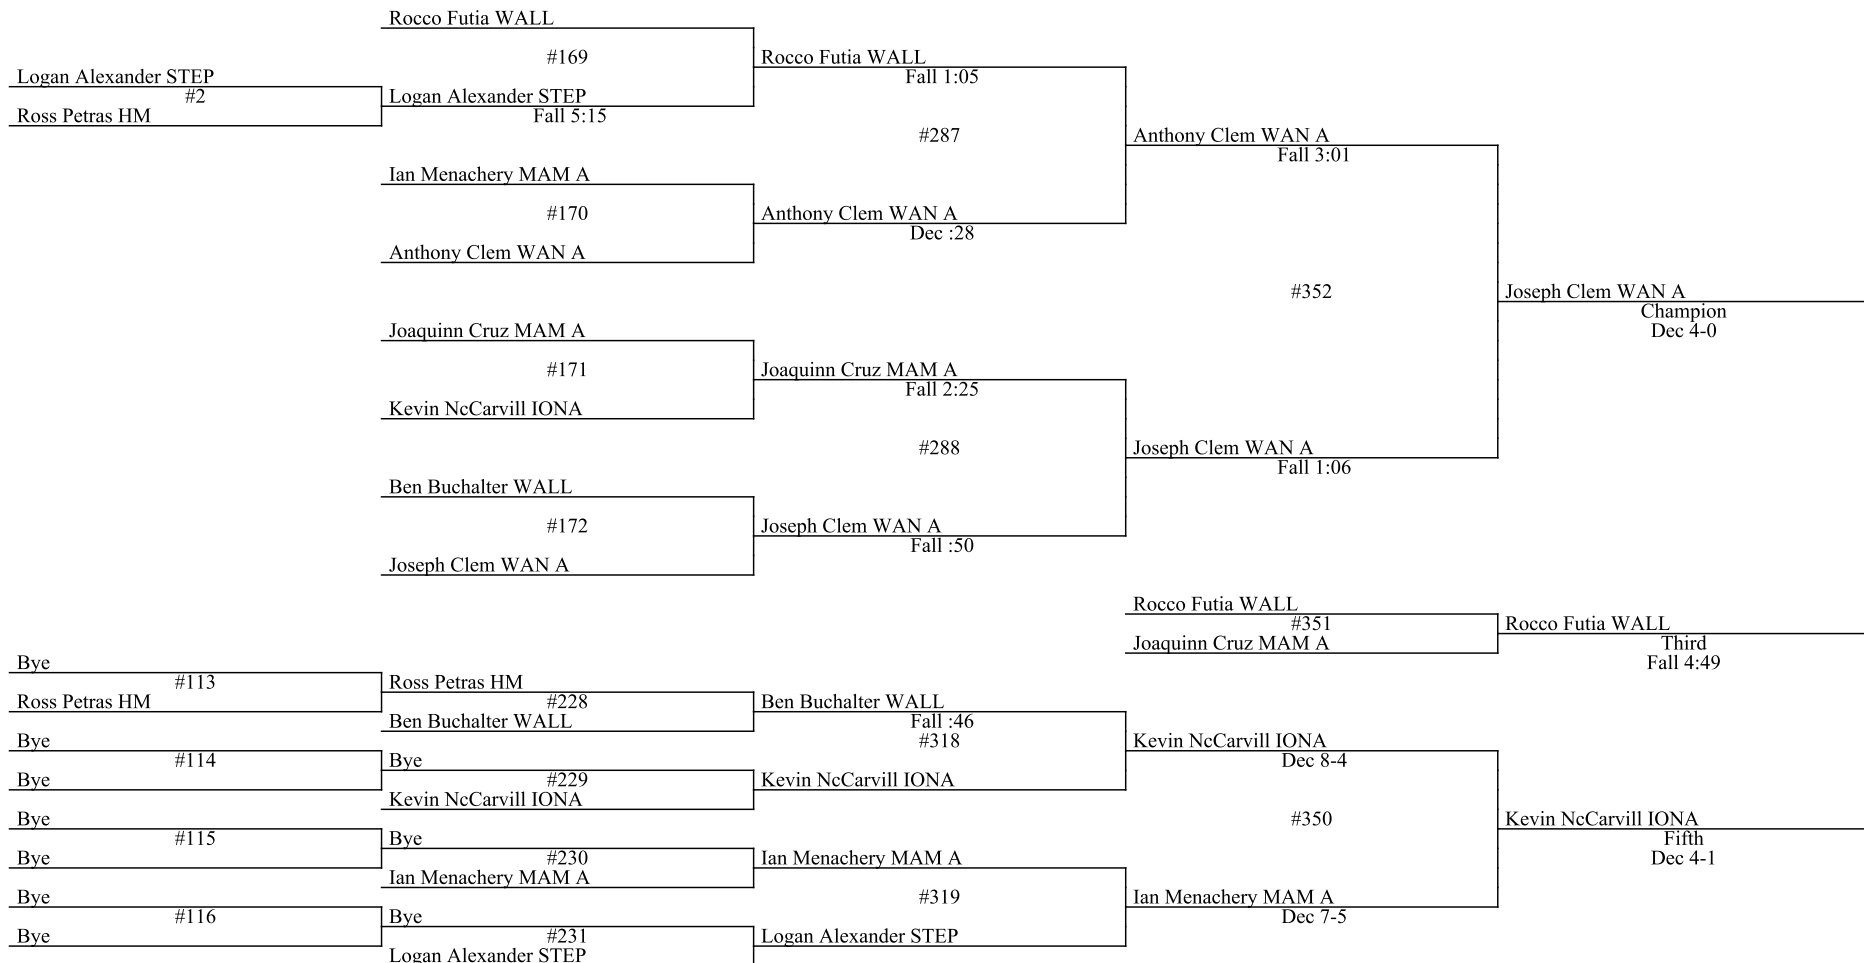 Rocco Futia WALL
#169
Rocco Futia WALL
Logan Alexander STEP
Fall 1:05
#2
Logan Alexander STEP
Ross Petras HM
Fall 5:15
#287
Anthony Clem WAN A
Fall 3:01
Ian Menachery MAM A
#170
Anthony Clem WAN A
Dec :28
Anthony Clem WAN A
#352
Joseph Clem WAN A
Champion
Dec 4-0
Joaquinn Cruz MAM A
#171
Joaquinn Cruz MAM A
Fall 2:25
Kevin NcCarvill IONA
#288
Joseph Clem WAN A
Fall 1:06
Ben Buchalter WALL
#172
Joseph Clem WAN A
Fall :50
Joseph Clem WAN A
Rocco Futia WALL
#351
Rocco Futia WALL
Joaquinn Cruz MAM A
Third
Fall 4:49
Bye
#113
Ross Petras HM
Ross Petras HM
#228
Ben Buchalter WALL
Ben Buchalter WALL
Fall :46
Bye
#318
Kevin NcCarvill IONA
#114
Bye
Dec 8-4
Bye
#229
Kevin NcCarvill IONA
Kevin NcCarvill IONA
Bye
#350
Kevin NcCarvill IONA
#115
Bye
Fifth
Bye
#230
Ian Menachery MAM A
Dec 4-1
Ian Menachery MAM A
Bye
#319
Ian Menachery MAM A
#116
Bye
Dec 7-5
Bye
#231
Logan Alexander STEP
Logan Alexander STEP